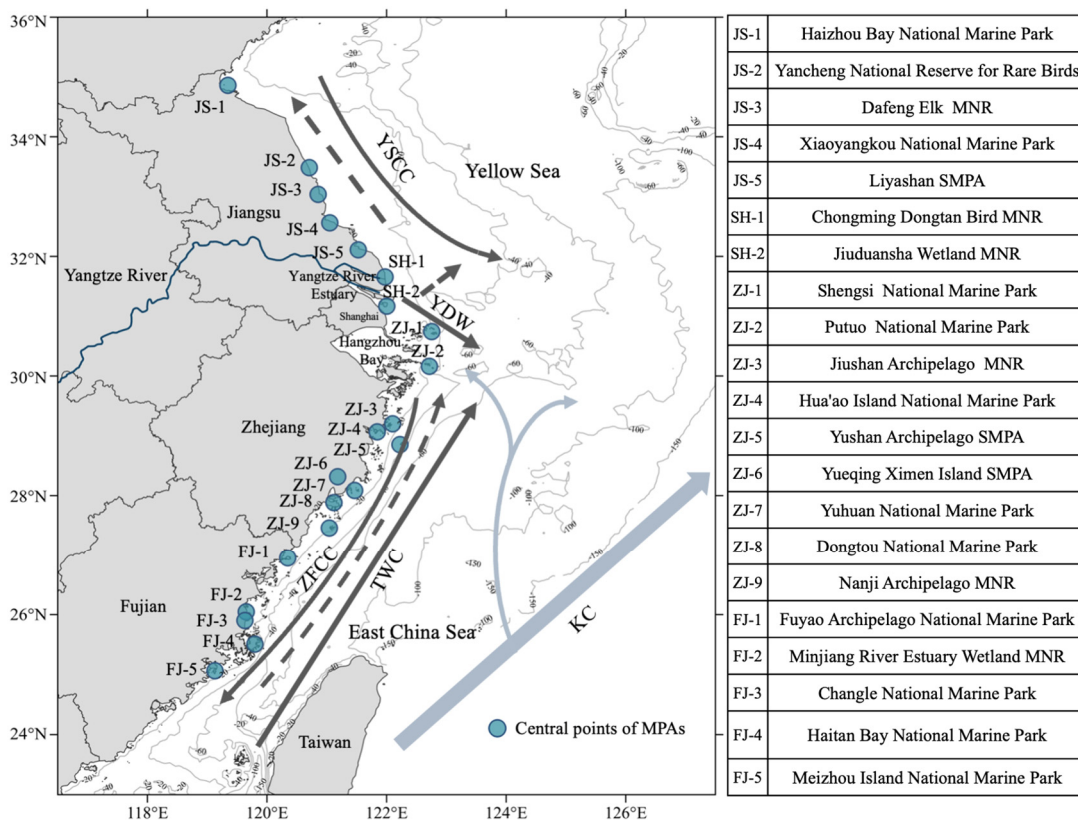 36°N
34°N
32°N
30°N
28°N
26°N
24°N
118°E
120°E
122°E
124°E
126°E
JS-1
JS-2
JS-3
Jiangsu
JS-4
JS-5
SH-1
Yangtze River
Yangtze River
Estuary
SH-2
Shanghai
ZJ-1
Hangzhou
Bay
ZJ-2
ZJ-3
Zhejiang
ZJ-4
ZJ-5
ZJ-6
ZJ-7
ZJ-8
ZJ-9
FJ-1
FJ-2
Fujian
FJ-3
FJ-4
FJ-5
Taiwan
Yellow Sea
East China Sea
YSCC
YDW
ZFCC
TWC
KC
Central points of MPAs
JS-1 Haizhou Bay National Marine Park
JS-2 Yancheng National Reserve for Rare Birds
JS-3 Dafeng Elk MNR
JS-4 Xiaoyangkou National Marine Park
JS-5 Liyashan SMPA
SH-1 Chongming Dongtan Bird MNR
SH-2 Jiuduansha Wetland MNR
ZJ-1 Shengsi National Marine Park
ZJ-2 Putuo National Marine Park
ZJ-3 Jiushan Archipelago MNR
ZJ-4 Hua'ao Island National Marine Park
ZJ-5 Yushan Archipelago SMPA
ZJ-6 Yueqing Ximen Island SMPA
ZJ-7 Yuhuan National Marine Park
ZJ-8 Dongtou National Marine Park
ZJ-9 Nanji Archipelago MNR
FJ-1 Fuyao Archipelago National Marine Park
FJ-2 Minjiang River Estuary Wetland MNR
FJ-3 Changle National Marine Park
FJ-4 Haitan Bay National Marine Park
FJ-5 Meizhou Island National Marine Park